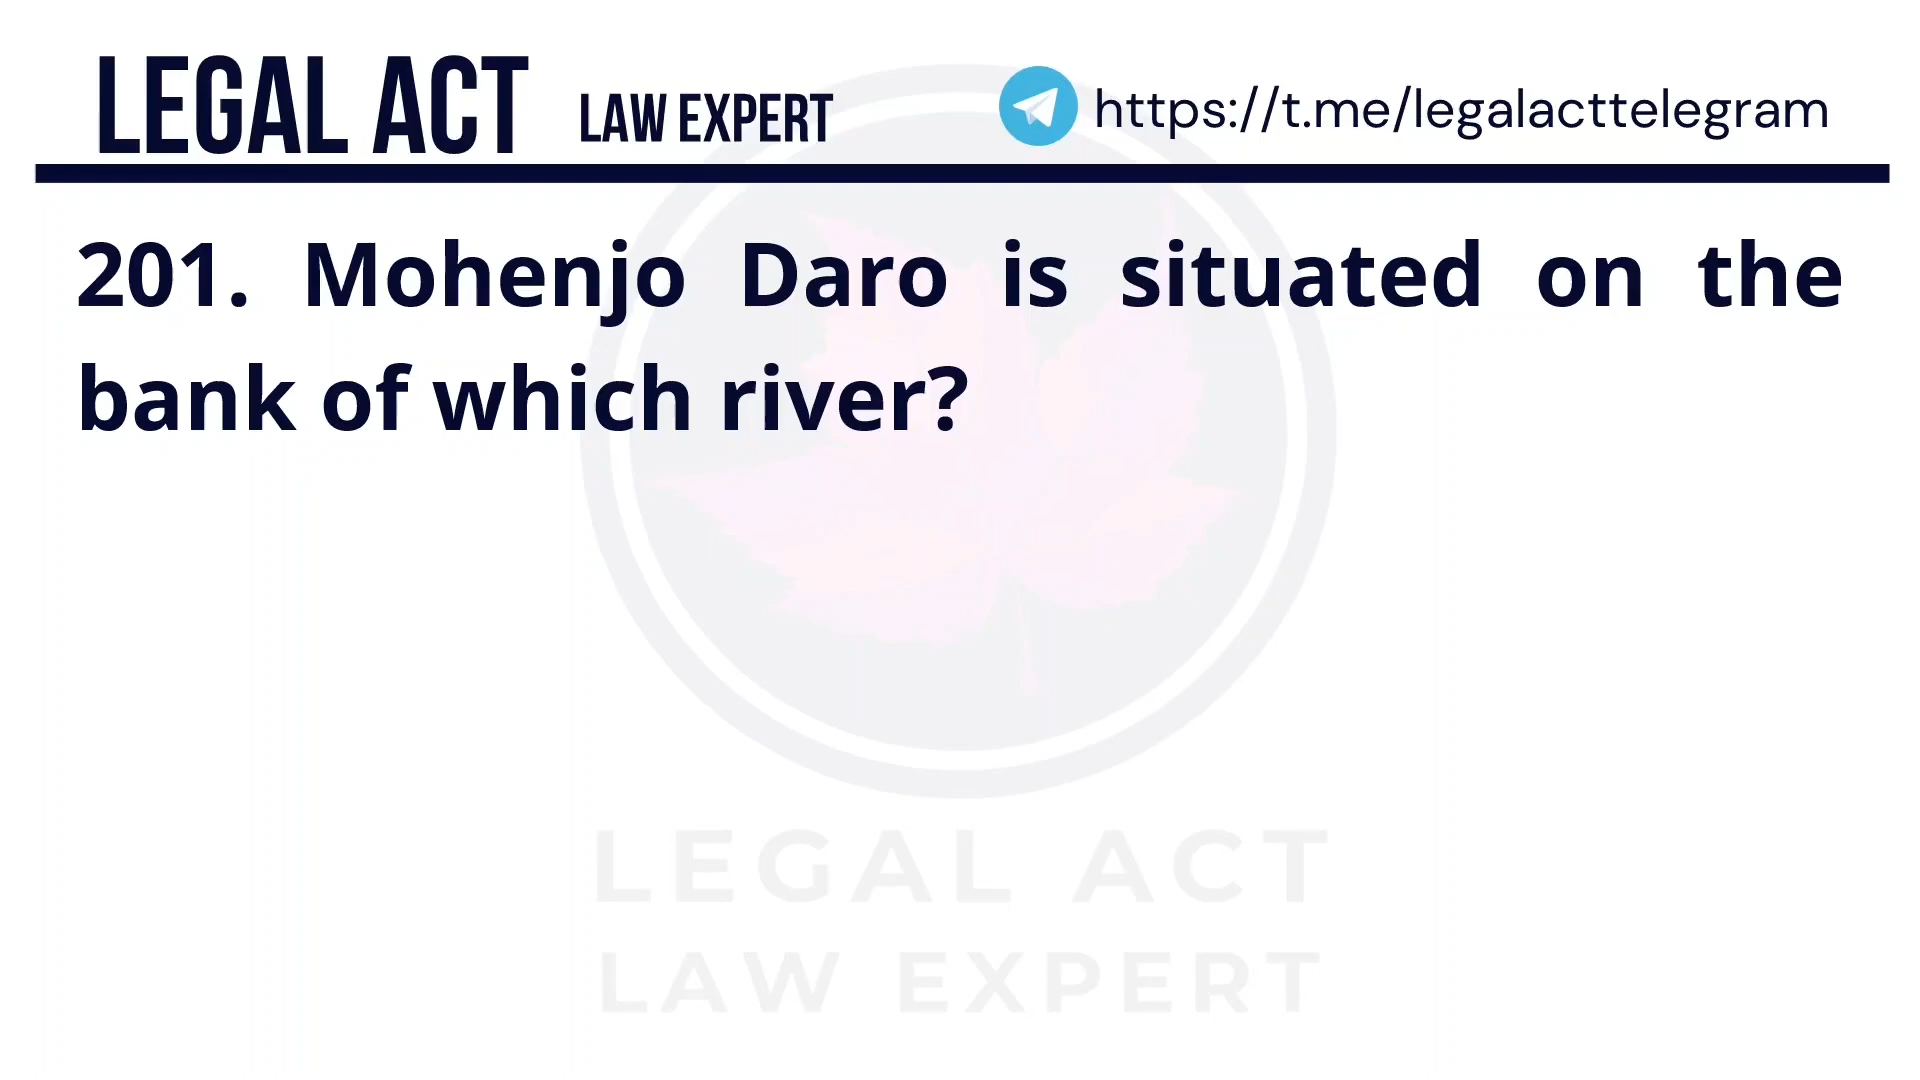 LEGAL ACT LAW EXPERT https://t.me/legalacttelegram
201. Mohenjo Daro is situated on the
bank of which river?
LEGAL ACT
LAW EXPERT